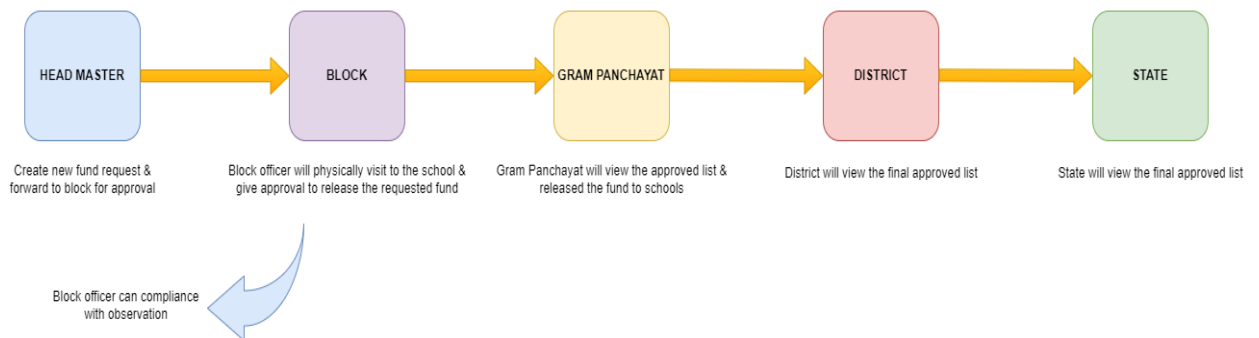 HEAD MASTER
BLOCK
GRAM PANCHAYAT
DISTRICT
STATE
Create new fund request &
forward to block for approval
Block officer will physically visit to the school &
give approval to release the requested fund
Gram Panchayat will view the approved list &
released the fund to schools
District will view the final approved list
State will view the final approved list
Block officer can compliance
with observation